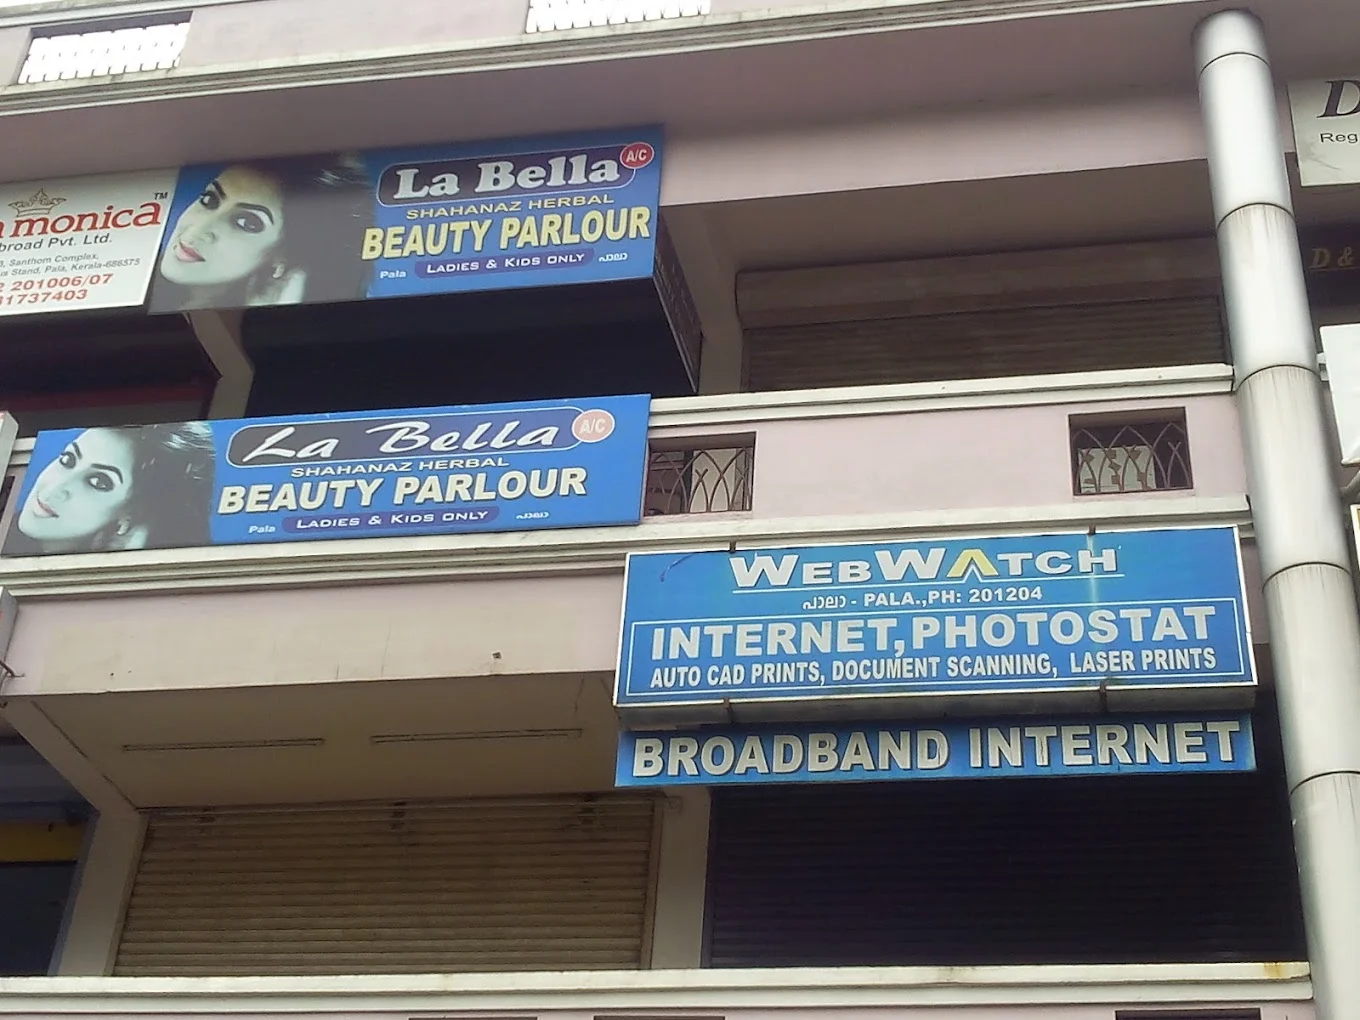 monica ™
broad Pvt. Ltd.
Santhom Complex,
Stand, Pala, Kerala-686575
201006/07
31737403
La Bella A/C
SHAHANAZ HERBAL
BEAUTY PARLOUR
Pala LADIES & KIDS ONLY പാലാ
La Bella A/C
SHAHANAZ HERBAL
BEAUTY PARLOUR
Pala LADIES & KIDS ONLY പാലാ
WEBWATCH
പാലാ - PALA.,PH: 201204
INTERNET,PHOTOSTAT
AUTO CAD PRINTS, DOCUMENT SCANNING, LASER PRINTS
BROADBAND INTERNET
D
Reg
D &